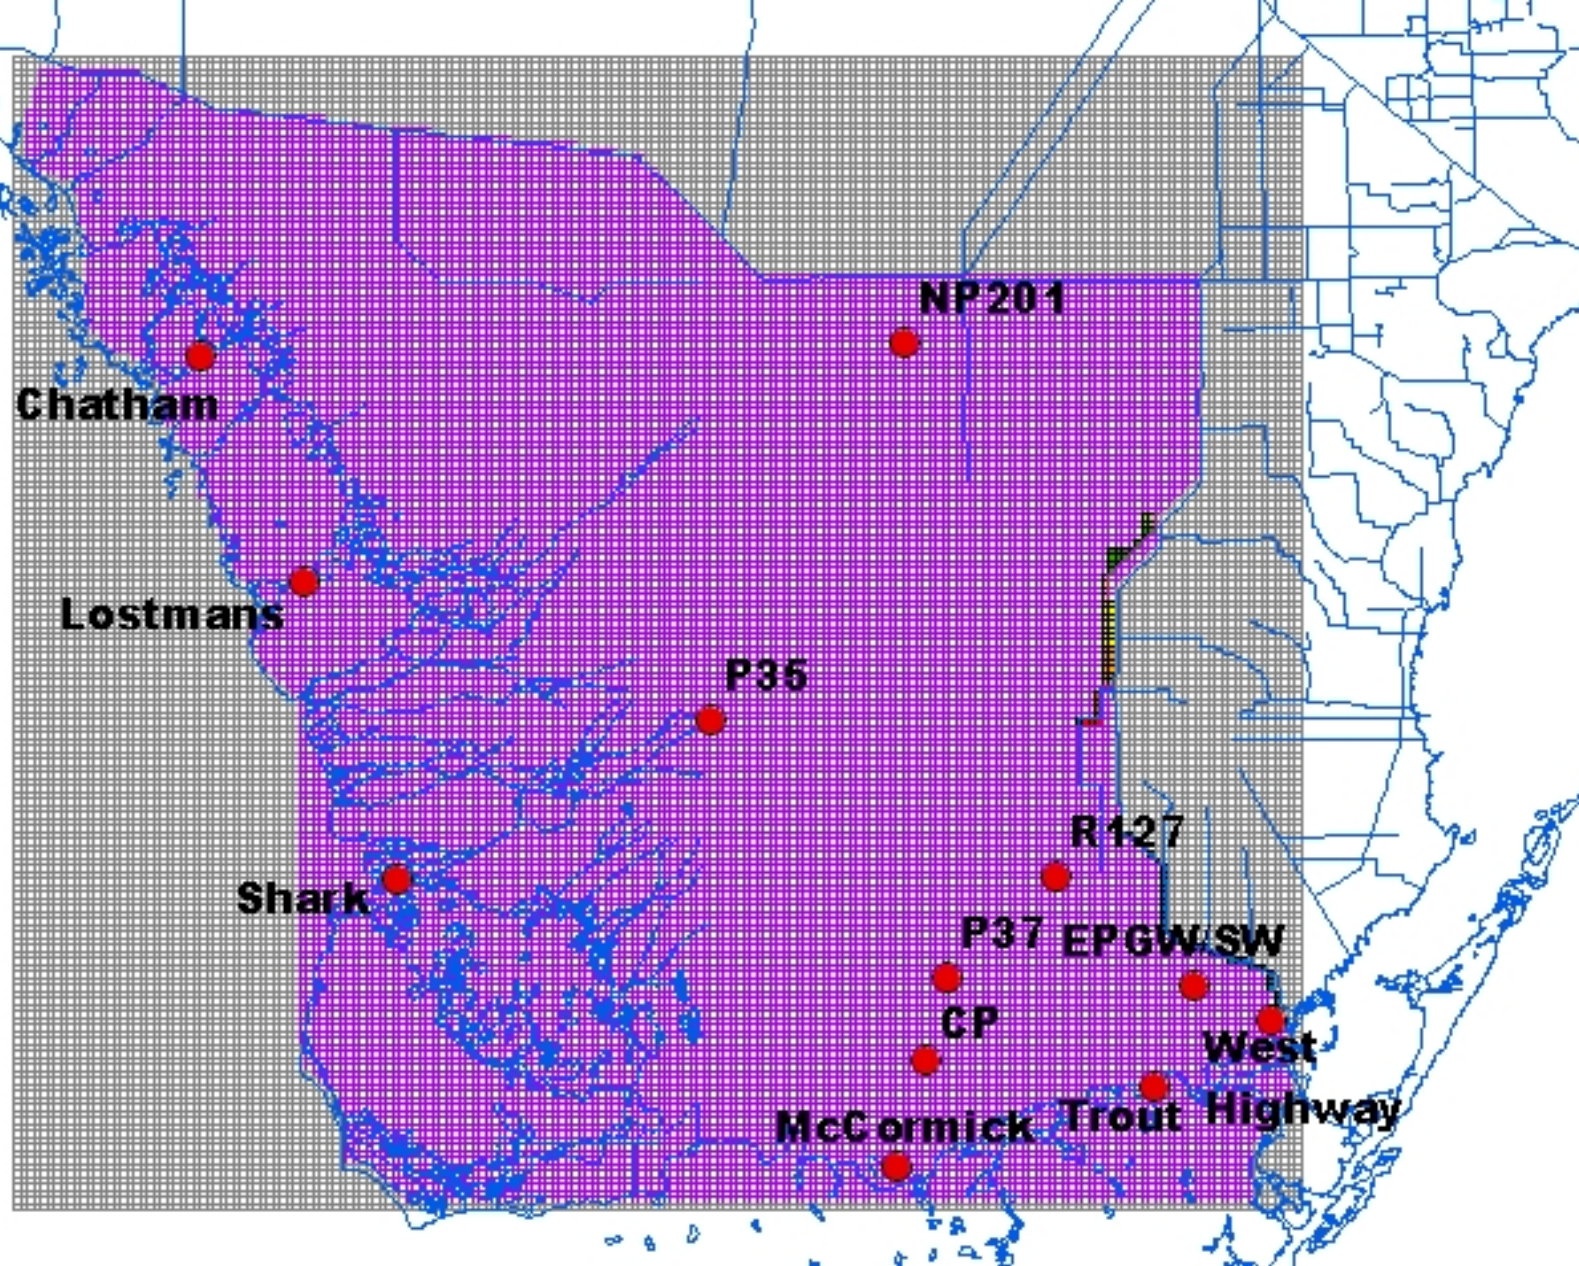 NP201
Chatham
Lostmans
P35
R127
Shark
P37
EPGW/SW
CP
West
Highway
Trout
McCormick